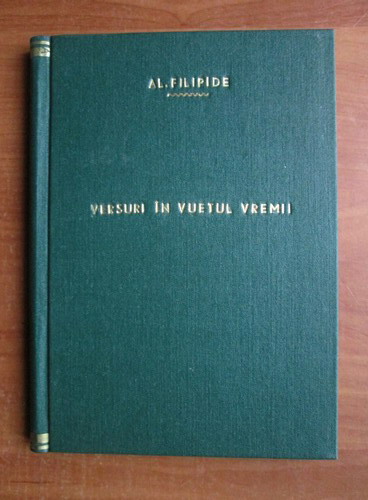 AL. FILIPIDE
VERSURI ÎN VUETUL VREMII